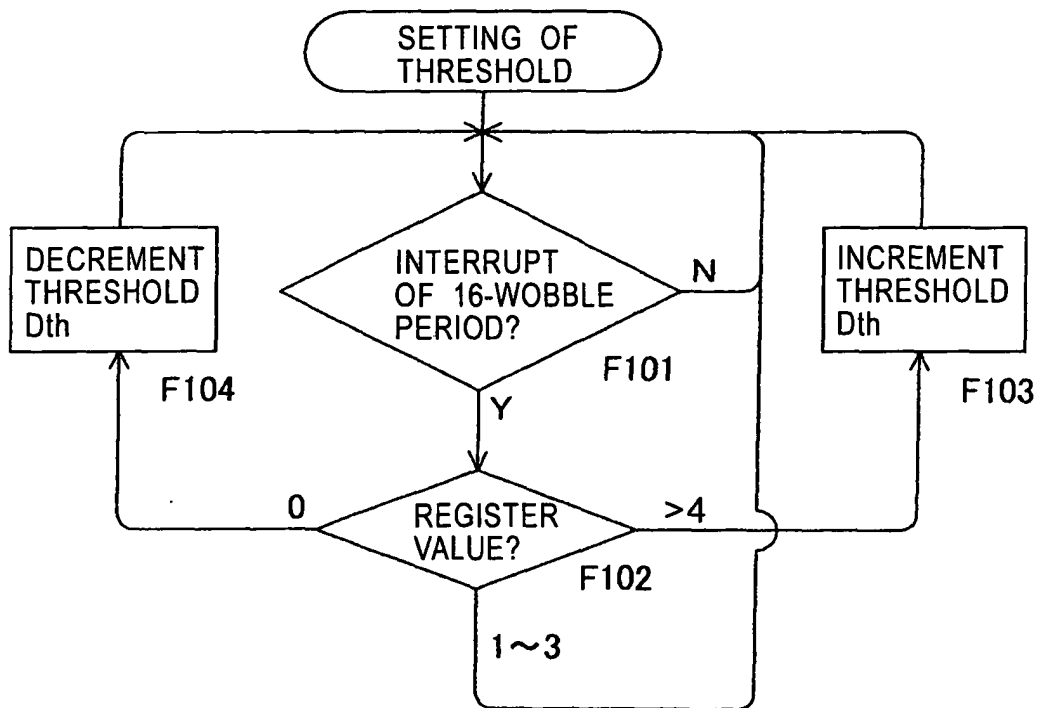 SETTING OF
THRESHOLD
DECREMENT
THRESHOLD
Dth
F104
INTERRUPT
OF 16-WOBBLE
PERIOD?
N
F101
Y
INCREMENT
THRESHOLD
Dth
F103
0
REGISTER
VALUE?
>4
F102
1～3